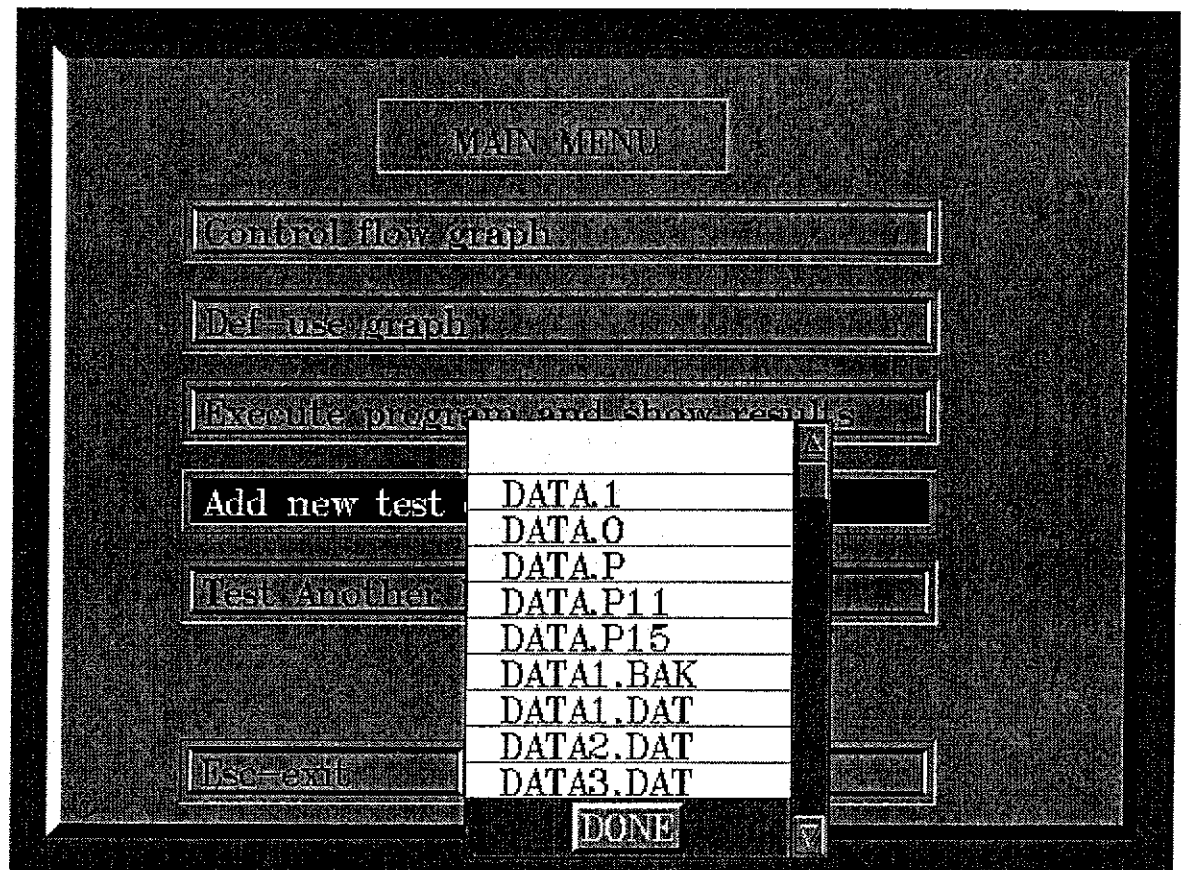 MAIN MENU
Control flow graph
Def-use graph
Execute program and show results
Add new test
DATA.1
DATA.O
DATA.P
DATA.P11
DATA.P15
DATA1.BAK
DATA1.DAT
DATA2.DAT
DATA3.DAT
Test Another
Esc-exit
DONE